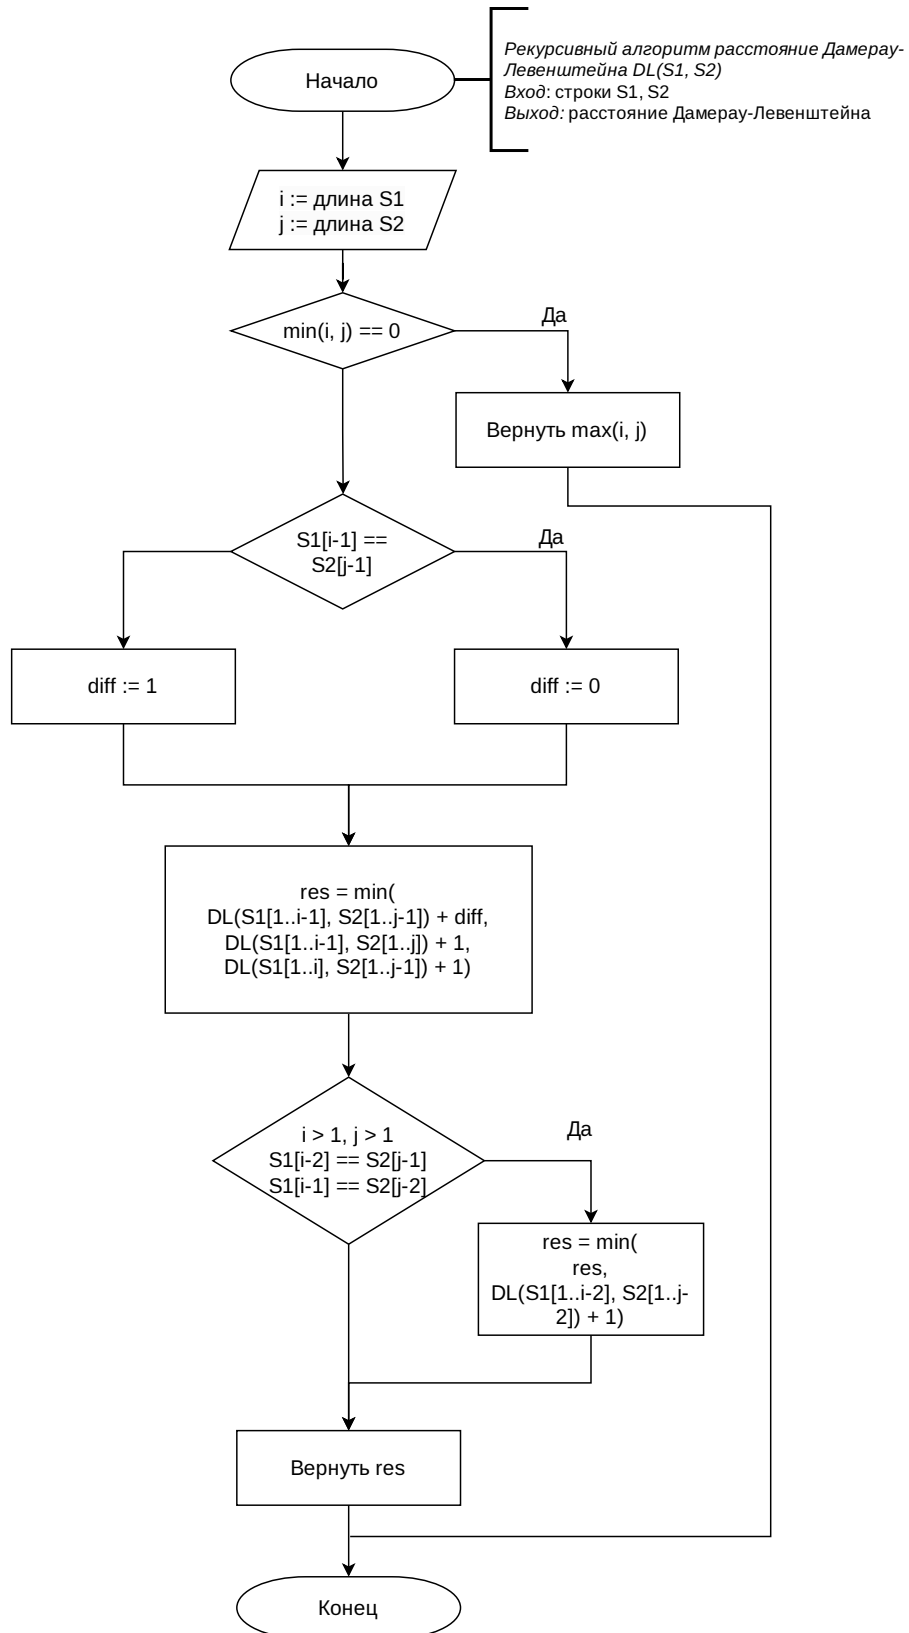 Начало
Рекурсивный алгоритм расстояние Дамерау-
Левенштейна DL(S1, S2)
Вход: строки S1, S2
Выход: расстояние Дамерау-Левенштейна
i := длина S1
j := длина S2
min(i, j) == 0
Да
Вернуть max(i, j)
S1[i-1] ==
S2[j-1]
Да
diff := 1
diff := 0
res = min(
DL(S1[1..i-1], S2[1..j-1]) + diff,
DL(S1[1..i-1], S2[1..j]) + 1,
DL(S1[1..i], S2[1..j-1]) + 1)
i > 1, j > 1
S1[i-2] == S2[j-1]
S1[i-1] == S2[j-2]
Да
res = min(
res,
DL(S1[1..i-2], S2[1..j-
2]) + 1)
Вернуть res
Конец